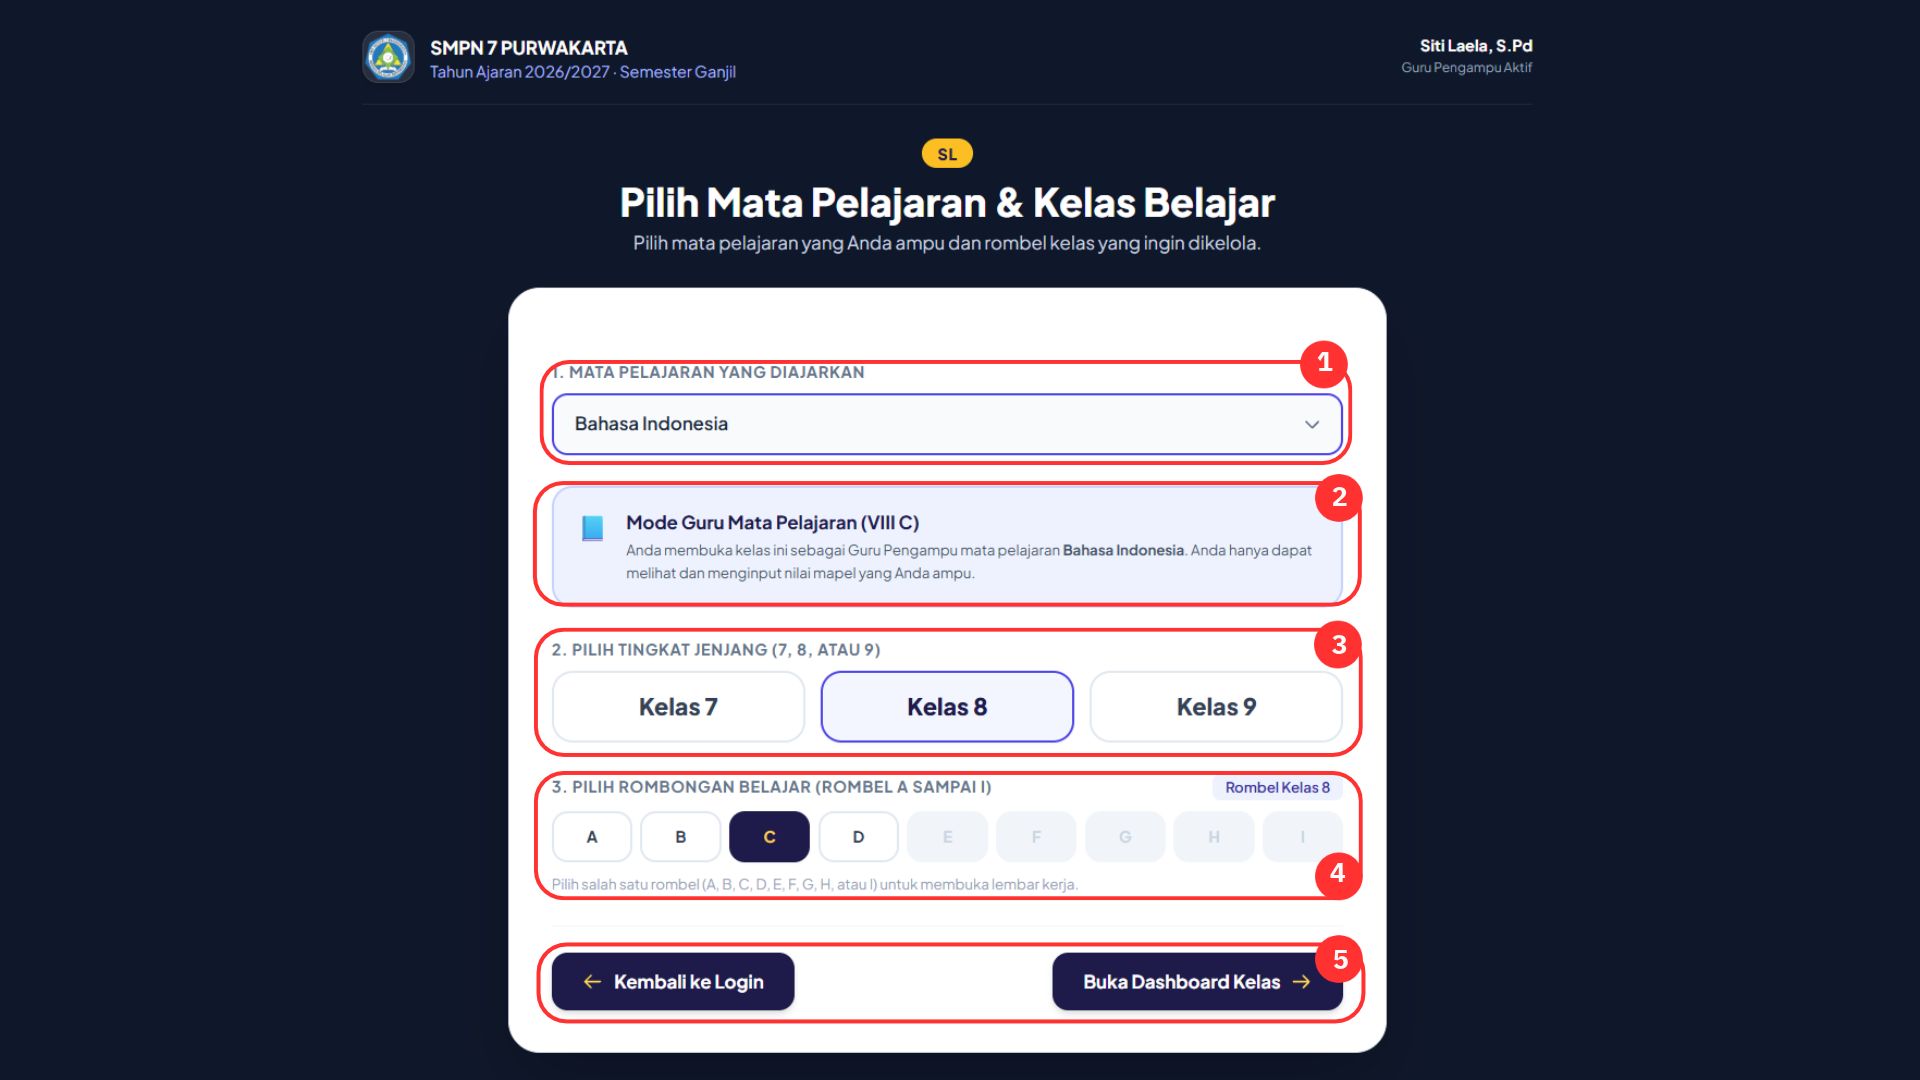 SMPN 7 PURWAKARTA
Tahun Ajaran 2026/2027 · Semester Ganjil
Siti Laela, S.Pd
Guru Pengampu Aktif
SL
Pilih Mata Pelajaran & Kelas Belajar
Pilih mata pelajaran yang Anda ampu dan rombel kelas yang ingin dikelola.
1
1. MATA PELAJARAN YANG DIAJARKAN
Bahasa Indonesia
2
Mode Guru Mata Pelajaran (VIII C)
Anda membuka kelas ini sebagai Guru Pengampu mata pelajaran Bahasa Indonesia. Anda hanya dapat
melihat dan menginput nilai mapel yang Anda ampu.
3
2. PILIH TINGKAT JENJANG (7, 8, ATAU 9)
Kelas 7
Kelas 8
Kelas 9
3. PILIH ROMBONGAN BELAJAR (ROMBEL A SAMPAI I)
Rombel Kelas 8
A B C D E F G H I
4
Pilih salah satu rombel (A, B, C, D, E, F, G, H, atau I) untuk membuka lembar kerja.
5
← Kembali ke Login
Buka Dashboard Kelas →